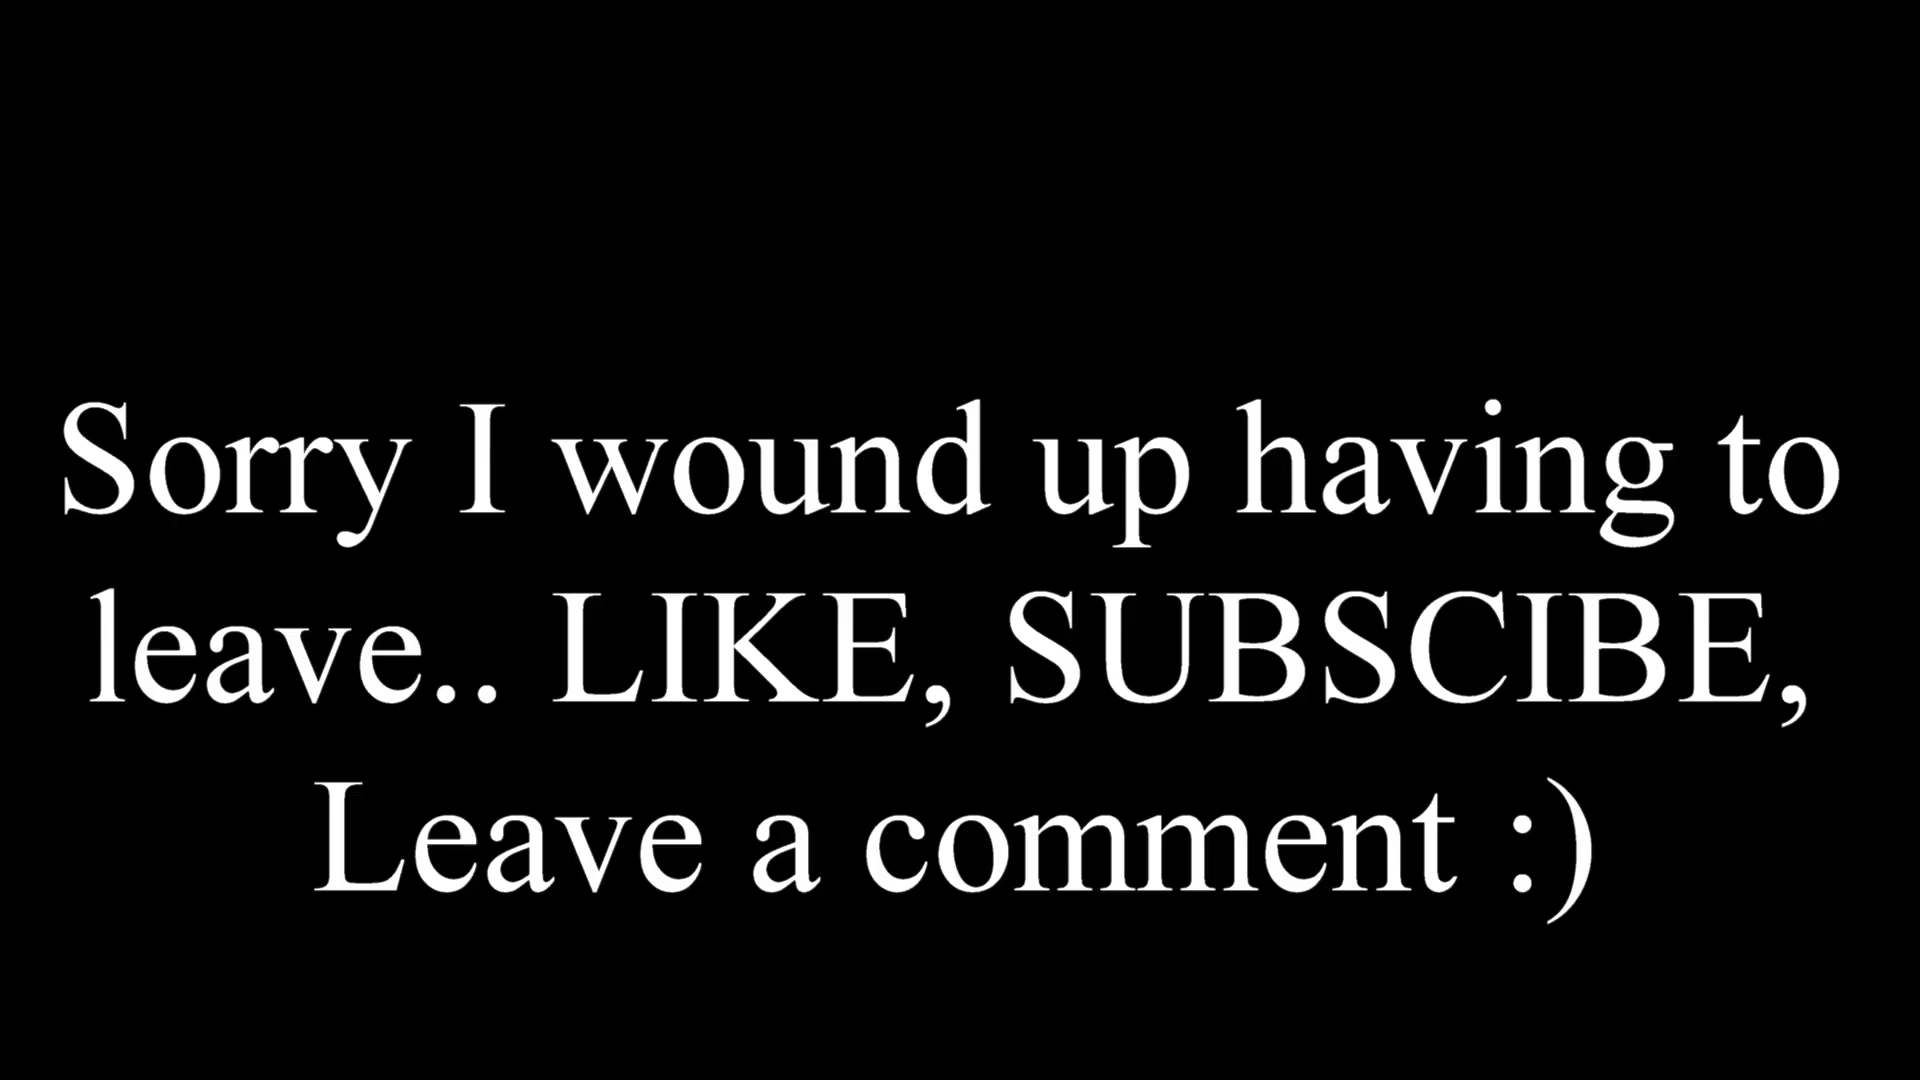 Sorry I wound up having to
leave.. LIKE, SUBSCIBE,
Leave a comment :)